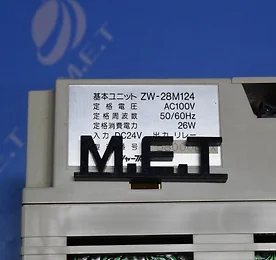 基本ユニット ZW-28M124
定格電圧 AC100V
定格周波数 50/60Hz
定格消費電力 26W
入力 DC24V 出力 リレー
M.E.T